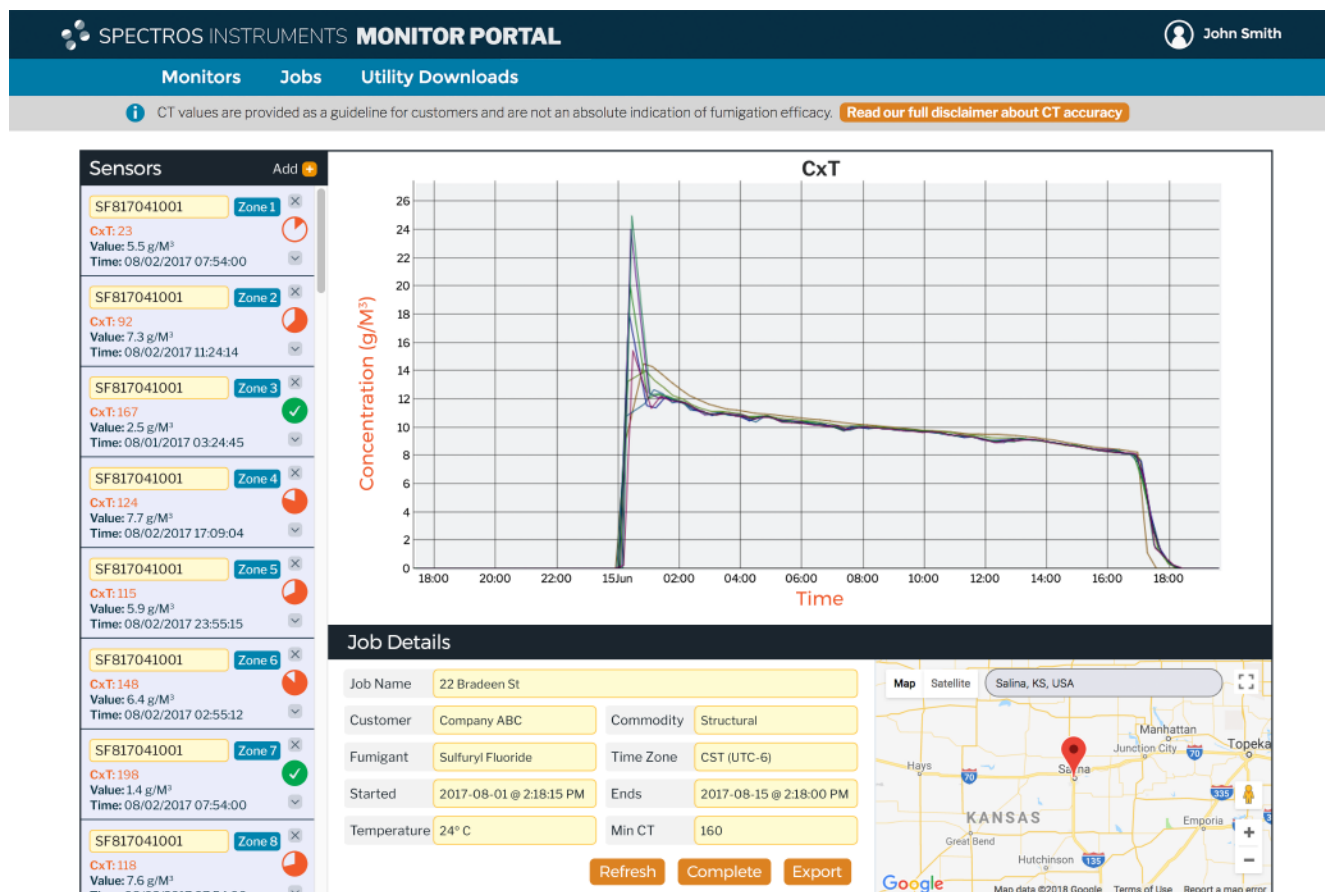 SPECTROS INSTRUMENTS MONITOR PORTAL
John Smith
Monitors Jobs Utility Downloads
CT values are provided as a guideline for customers and are not an absolute indication of fumigation efficacy. Read our full disclaimer about CT accuracy
Sensors Add +
SF817041001 Zone 1
CxT: 23
Value: 5.5 g/M³
Time: 08/02/2017 07:54:00
SF817041001 Zone 2
CxT: 92
Value: 7.3 g/M³
Time: 08/02/2017 11:24:14
SF817041001 Zone 3
CxT: 167
Value: 2.5 g/M³
Time: 08/01/2017 03:24:45
SF817041001 Zone 4
CxT: 124
Value: 7.7 g/M³
Time: 08/02/2017 17:09:04
SF817041001 Zone 5
CxT: 115
Value: 5.9 g/M³
Time: 08/02/2017 23:55:15
SF817041001 Zone 6
CxT: 148
Value: 6.4 g/M³
Time: 08/02/2017 02:55:12
SF817041001 Zone 7
CxT: 198
Value: 1.4 g/M³
Time: 08/02/2017 07:54:00
SF817041001 Zone 8
CxT: 118
Value: 7.6 g/M³
CxT
Concentration (g/M³)
26
24
22
20
18
16
14
12
10
8
6
4
2
0
18:00 20:00 22:00 15Jun 02:00 04:00 06:00 08:00 10:00 12:00 14:00 16:00 18:00
Time
Job Details
Job Name 22 Bradeen St
Customer Company ABC Commodity Structural
Fumigant Sulfuryl Fluoride Time Zone CST (UTC-6)
Started 2017-08-01 @ 2:18:15 PM Ends 2017-08-15 @ 2:18:00 PM
Temperature 24° C Min CT 160
Refresh Complete Export
Map Satellite Salina, KS, USA
Manhattan
Junction City 70 Topeka
Hays
70
Salina
335
KANSAS
Emporia
Great Bend
Hutchinson 135
+
−
Google Map data ©2018 Google Terms of Use Report a map error